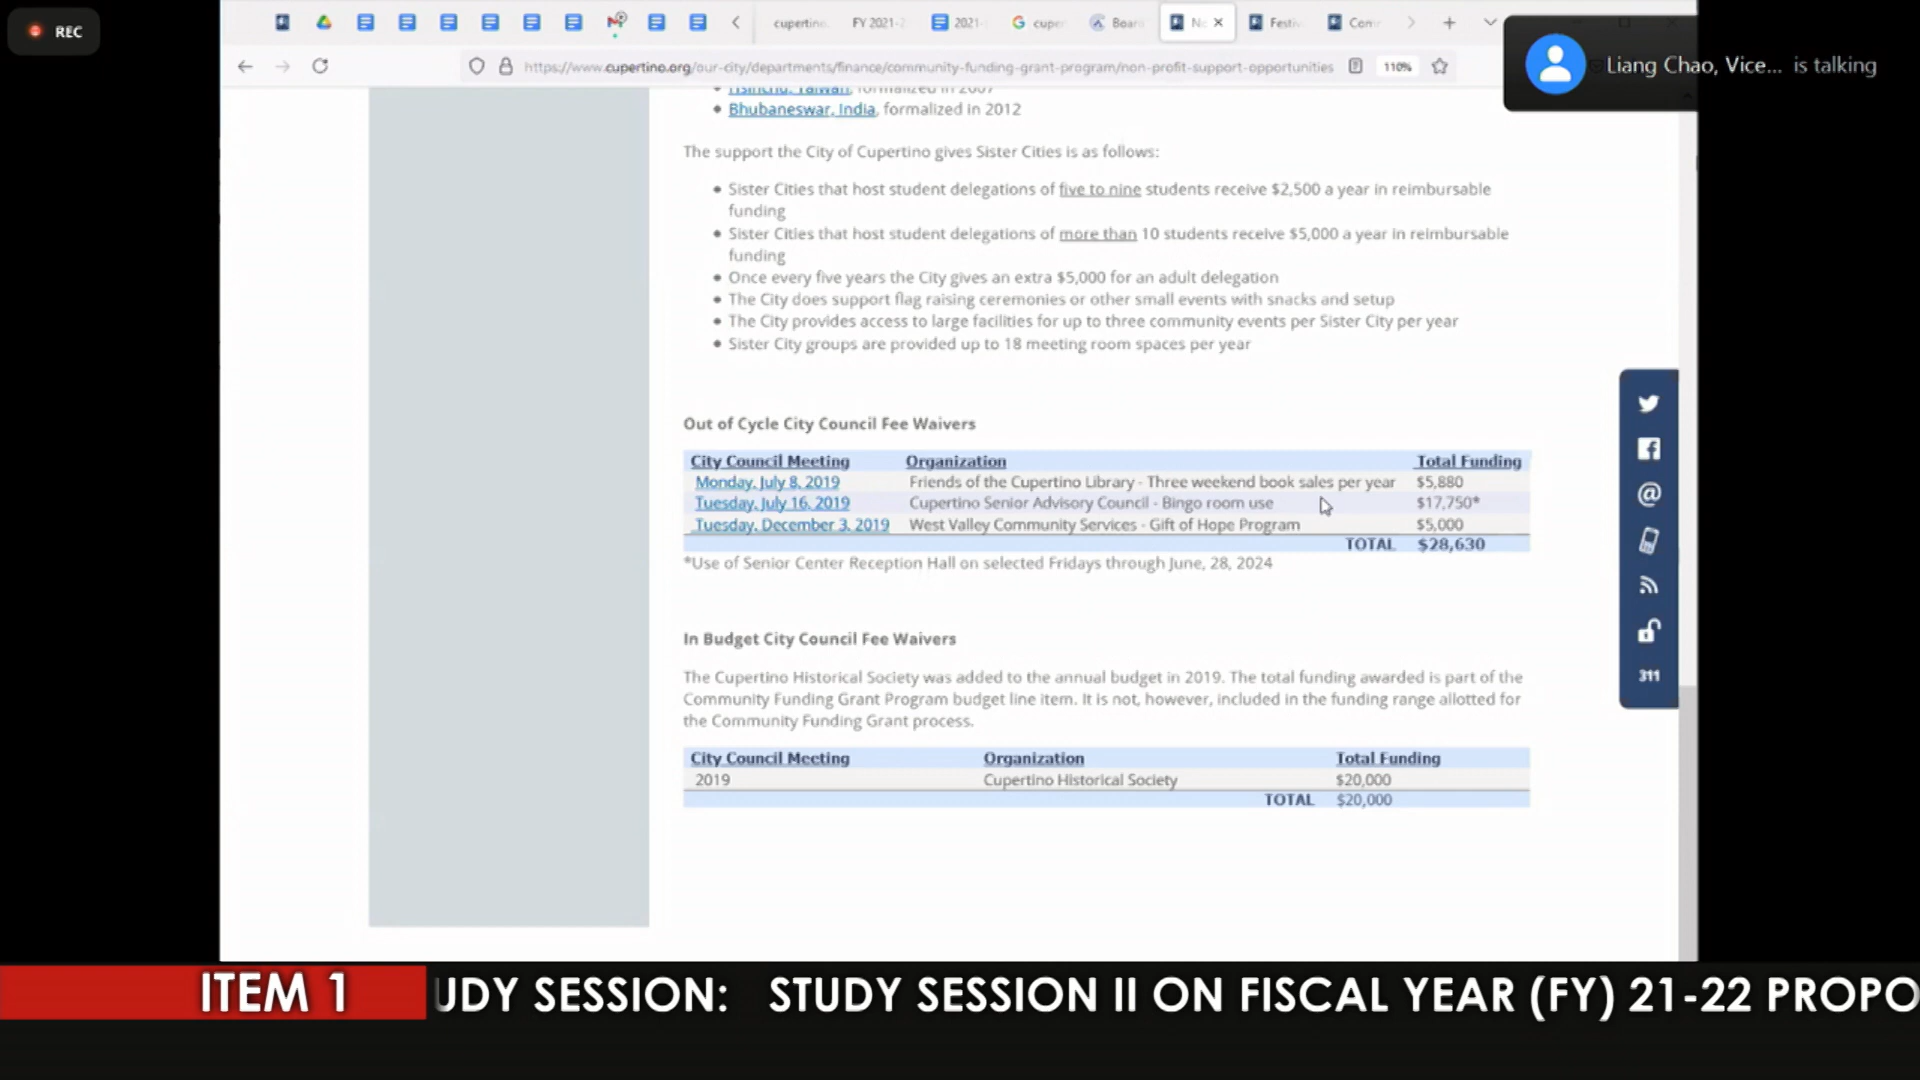 REC
cupertino.
FY 2021-2
2021-
cuper
Boar
No
Festiv
Com
https://www.cupertino.org/our-city/departments/finance/community-funding-grant-program/non-profit-support-opportunities
110%
Liang Chao, Vice... is talking
Hsinchu, Taiwan, formalized in 2007
Bhubaneswar, India, formalized in 2012
The support the City of Cupertino gives Sister Cities is as follows:
Sister Cities that host student delegations of five to nine students receive $2,500 a year in reimbursable
funding
Sister Cities that host student delegations of more than 10 students receive $5,000 a year in reimbursable
funding
Once every five years the City gives an extra $5,000 for an adult delegation
The City does support flag raising ceremonies or other small events with snacks and setup
The City provides access to large facilities for up to three community events per Sister City per year
Sister City groups are provided up to 18 meeting room spaces per year
Out of Cycle City Council Fee Waivers
City Council Meeting Organization Total Funding
Monday, July 8, 2019 Friends of the Cupertino Library - Three weekend book sales per year $5,880
Tuesday, July 16, 2019 Cupertino Senior Advisory Council - Bingo room use $17,750*
Tuesday, December 3, 2019 West Valley Community Services - Gift of Hope Program $5,000
TOTAL $28,630
*Use of Senior Center Reception Hall on selected Fridays through June, 28, 2024
In Budget City Council Fee Waivers
The Cupertino Historical Society was added to the annual budget in 2019. The total funding awarded is part of the
Community Funding Grant Program budget line item. It is not, however, included in the funding range allotted for
the Community Funding Grant process.
City Council Meeting Organization Total Funding
2019 Cupertino Historical Society $20,000
TOTAL $20,000
311
ITEM 1
UDY SESSION: STUDY SESSION II ON FISCAL YEAR (FY) 21-22 PROPO